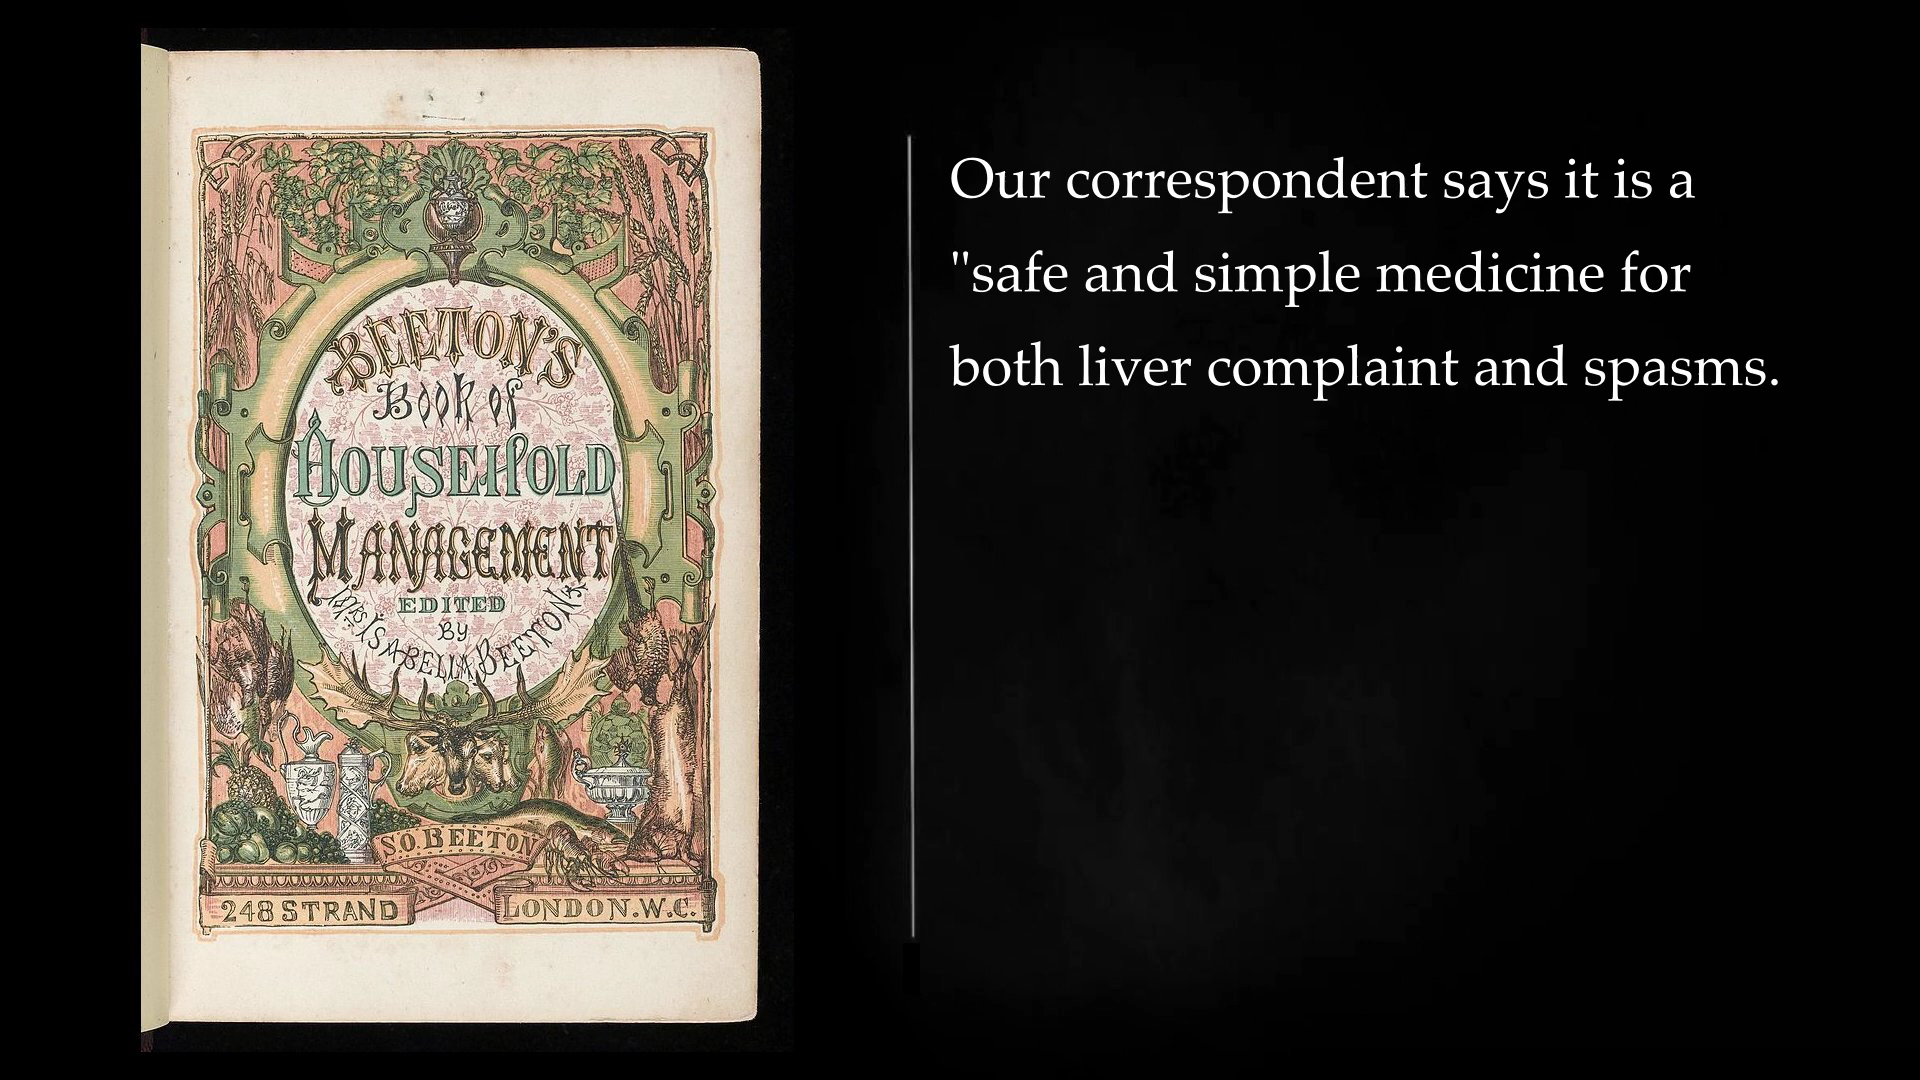 BEETON'S
Book of
HOUSEHOLD
MANAGEMENT
EDITED
By
MRS ISABELLA BEETON
S.O. BEETON
248 STRAND
LONDON. W.C.
Our correspondent says it is a
"safe and simple medicine for
both liver complaint and spasms.